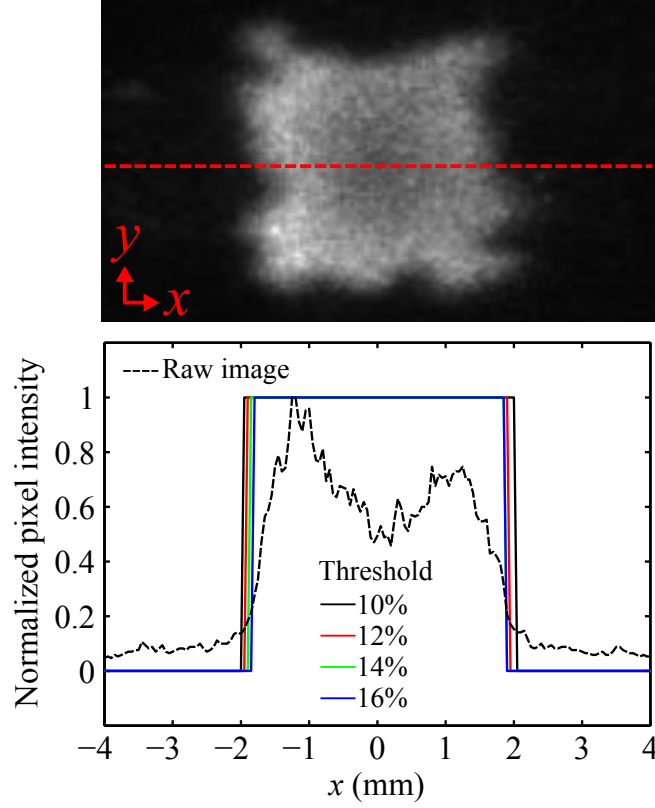 y
x
Raw image
Normalized pixel intensity
1
0.8
0.6
0.4
0.2
0
Threshold
10%
12%
14%
16%
−4 −3 −2 −1 0 1 2 3 4
x (mm)